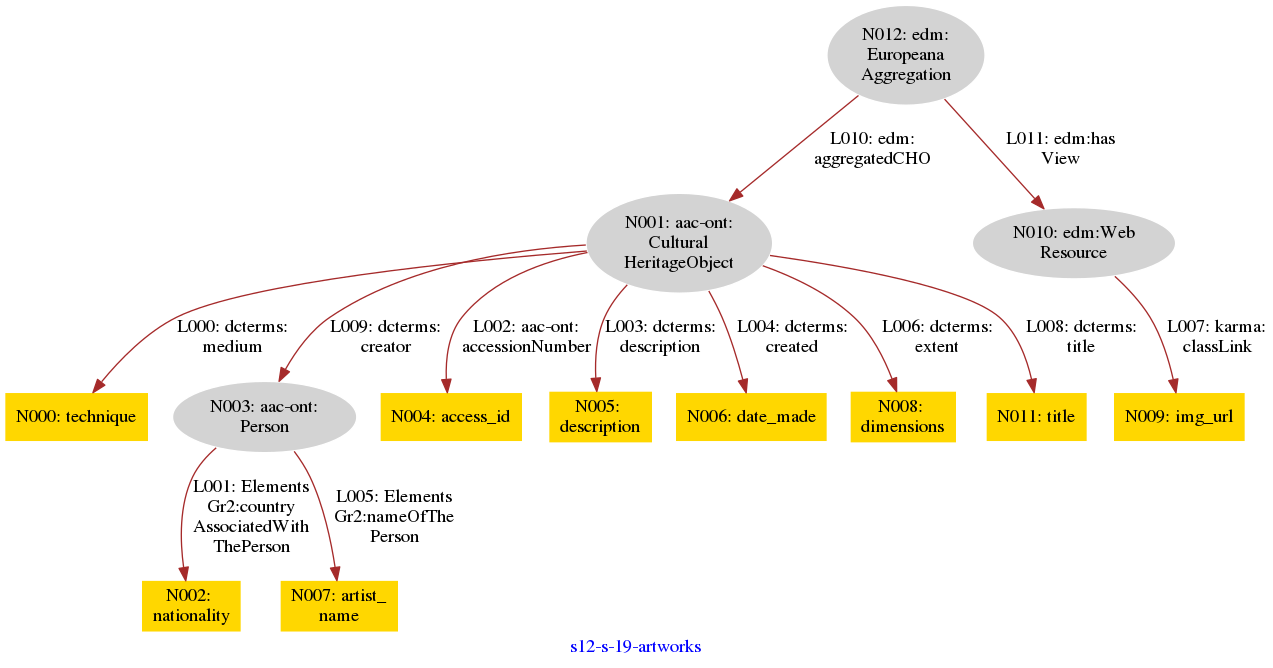 N012: edm:
Europeana
Aggregation
L010: edm:
aggregatedCHO
L011: edm:has
View
N001: aac-ont:
Cultural
HeritageObject
N010: edm:Web
Resource
L000: dcterms:
medium
L009: dcterms:
creator
L002: aac-ont:
accessionNumber
L003: dcterms:
description
L004: dcterms:
created
L006: dcterms:
extent
L008: dcterms:
title
L007: karma:
classLink
N000: technique
N003: aac-ont:
Person
N004: access_id
N005:
description
N006: date_made
N008:
dimensions
N011: title
N009: img_url
L001: Elements
Gr2:country
AssociatedWith
ThePerson
L005: Elements
Gr2:nameOfThe
Person
N002:
nationality
N007: artist_
name
s12-s-19-artworks